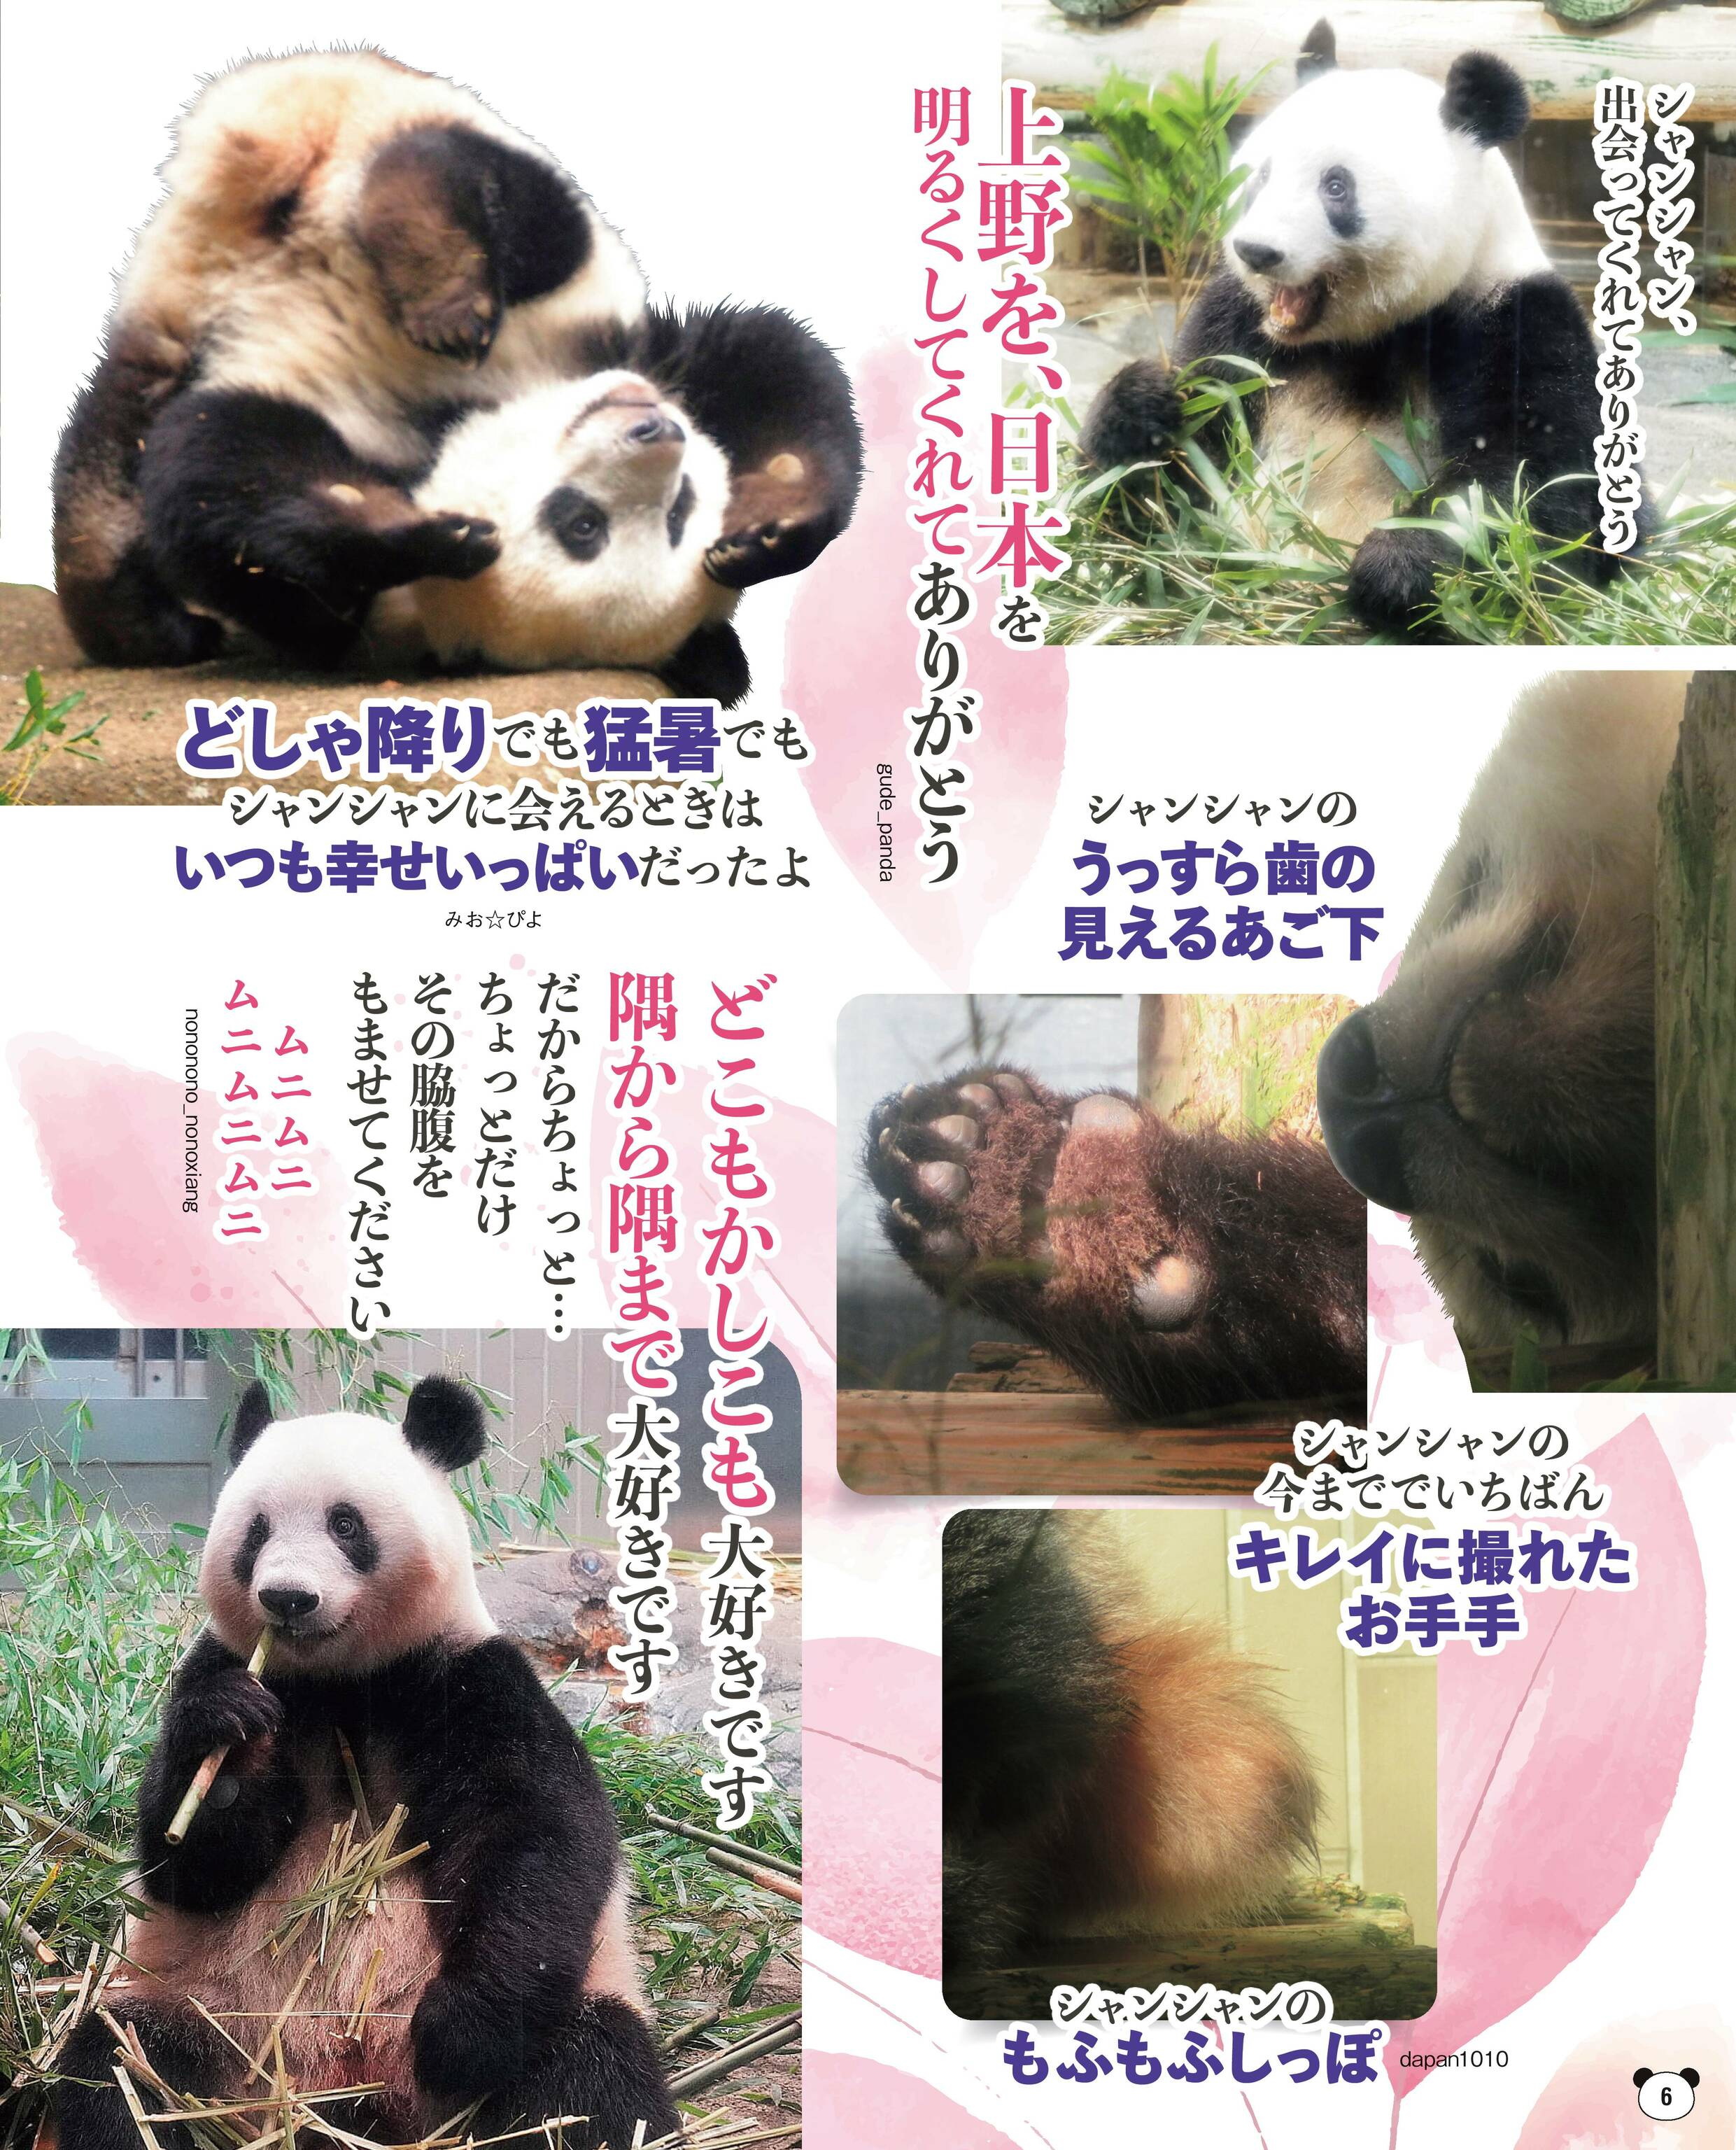 シャンシャン、
出会ってくれてありがとう
上野を、日本を
明るくしてくれてありがとう
gude_panda
どしゃ降りでも猛暑でも
シャンシャンに会えるときは
いつも幸せいっぱいだったよ
みお☆ぴよ
シャンシャンの
うっすら歯の
見えるあご下
シャンシャンの
今まででいちばん
キレイに撮れた
お手手
シャンシャンの
もふもふしっぽ
dapan1010
どこもかしこも大好きです
隅から隅まで大好きです
だからちょっと…
ちょっとだけ
その脇腹を
もませてください
ムニムニ
ムニムニムニ
nonomono_nonoxiang
6